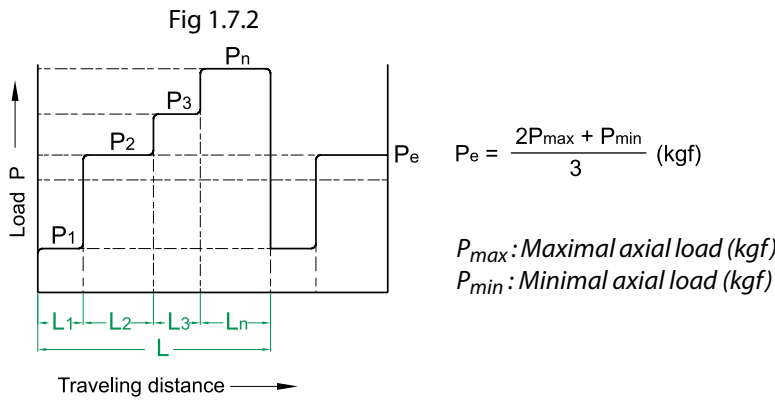 Fig 1.7.2
Pn
P3
P2
Pe
P1
Load P
L1 L2 L3 Ln
L
Traveling distance
Pe = 2Pmax + Pmin / 3 (kgf)
Pmax : Maximal axial load (kgf)
Pmin : Minimal axial load (kgf)